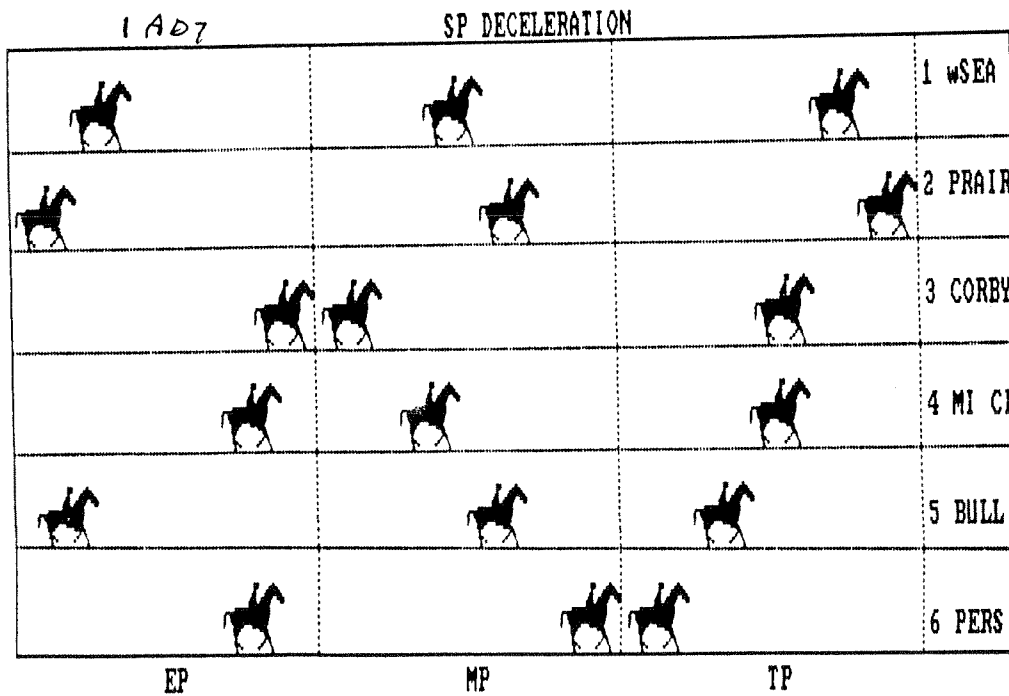 1 AD7
SP DECELERATION
1 wSEA
2 PRAIR
3 CORBY
4 MI C
5 BULL
6 PERS
EP MP TP